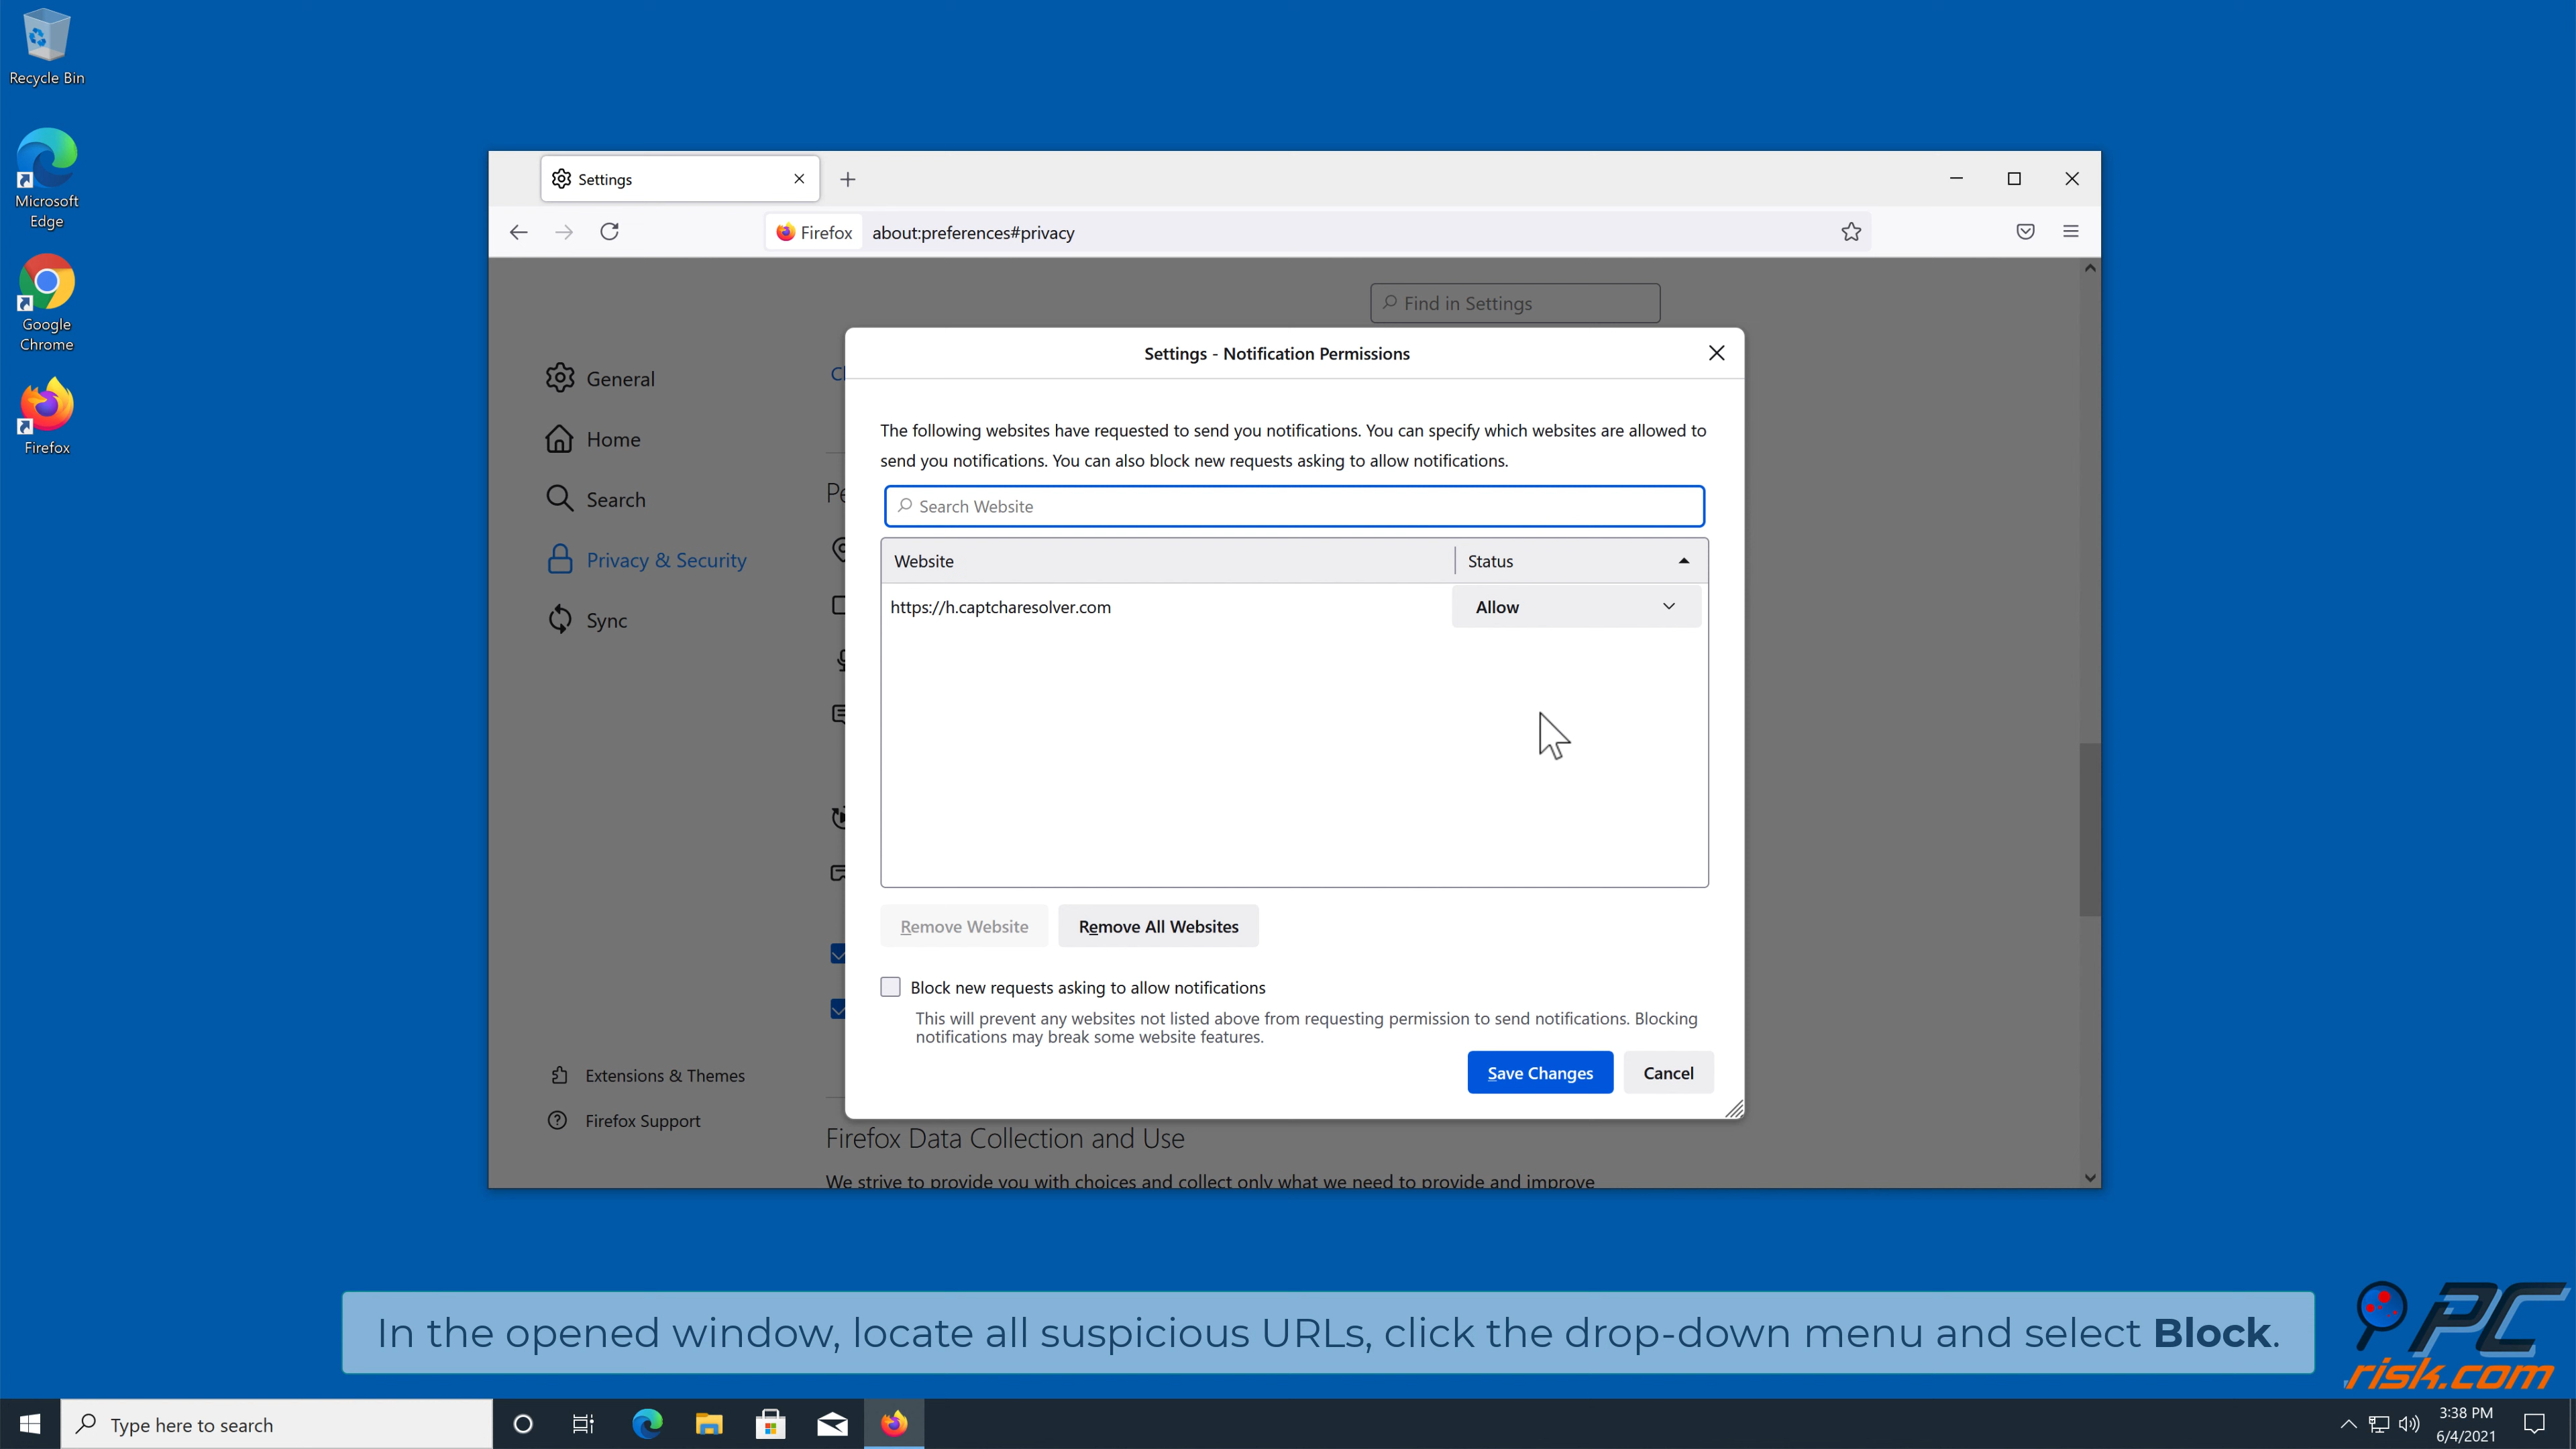 Recycle Bin
Microsoft
Edge
Google
Chrome
Firefox
Settings
Firefox
about:preferences#privacy
Find in Settings
General
Home
Search
Privacy & Security
Sync
Extensions & Themes
Firefox Support
Settings - Notification Permissions
The following websites have requested to send you notifications. You can specify which websites are allowed to
send you notifications. You can also block new requests asking to allow notifications.
Search Website
Website
Status
https://h.captcharesolver.com
Allow
Remove Website
Remove All Websites
Block new requests asking to allow notifications
This will prevent any websites not listed above from requesting permission to send notifications. Blocking
notifications may break some website features.
Save Changes
Cancel
Firefox Data Collection and Use
We strive to provide you with choices and collect only what we need to provide and improve
In the opened window, locate all suspicious URLs, click the drop-down menu and select Block.
PC
risk.com
Type here to search
3:38 PM
6/4/2021